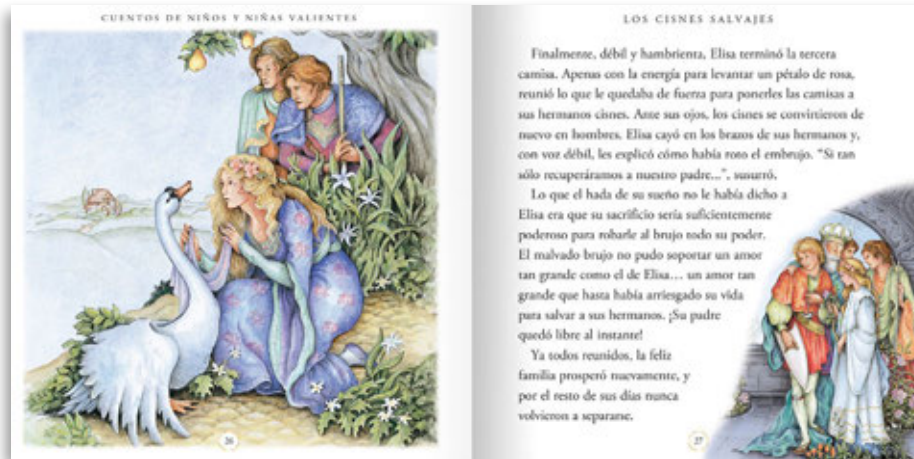 CUENTOS DE NIÑOS Y NIÑAS VALIENTES
26
LOS CISNES SALVAJES
Finalmente, débil y hambrienta, Elisa terminó la tercera
camisa. Apenas con la energía para levantar un pétalo de rosa,
reunió lo que le quedaba de fuerza para ponerles las camisas a
sus hermanos cisnes. Ante sus ojos, los cisnes se convirtieron de
nuevo en hombres. Elisa cayó en los brazos de sus hermanos y,
con voz débil, les explicó cómo había roto el embrujo. “Si tan
sólo recuperáramos a nuestro padre...”, susurró.
Lo que el hada de su sueño no le había dicho a
Elisa era que su sacrificio sería suficientemente
poderoso para robarle al brujo todo su poder.
El malvado brujo no pudo soportar un amor
tan grande como el de Elisa... un amor tan
grande que hasta había arriesgado su vida
para salvar a sus hermanos. ¡Su padre
quedó libre al instante!
Ya todos reunidos, la feliz
familia prosperó nuevamente, y
por el resto de sus días nunca
volvieron a separarse.
27